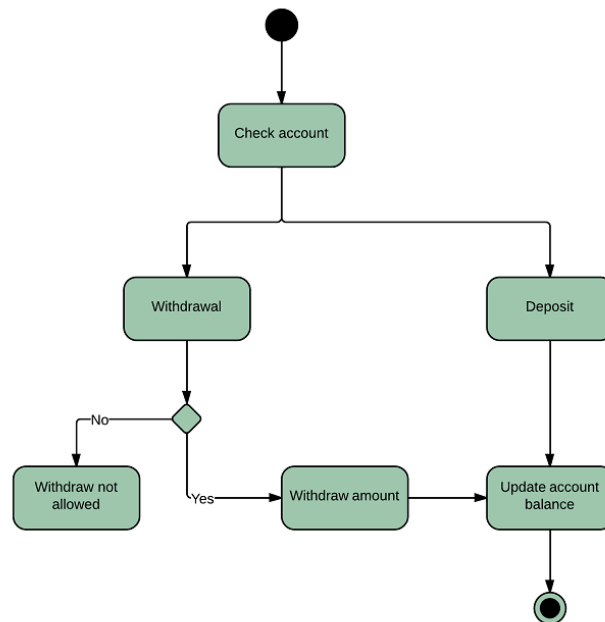 Check account
Withdrawal
Deposit
No
Withdraw not
allowed
Yes
Withdraw amount
Update account
balance